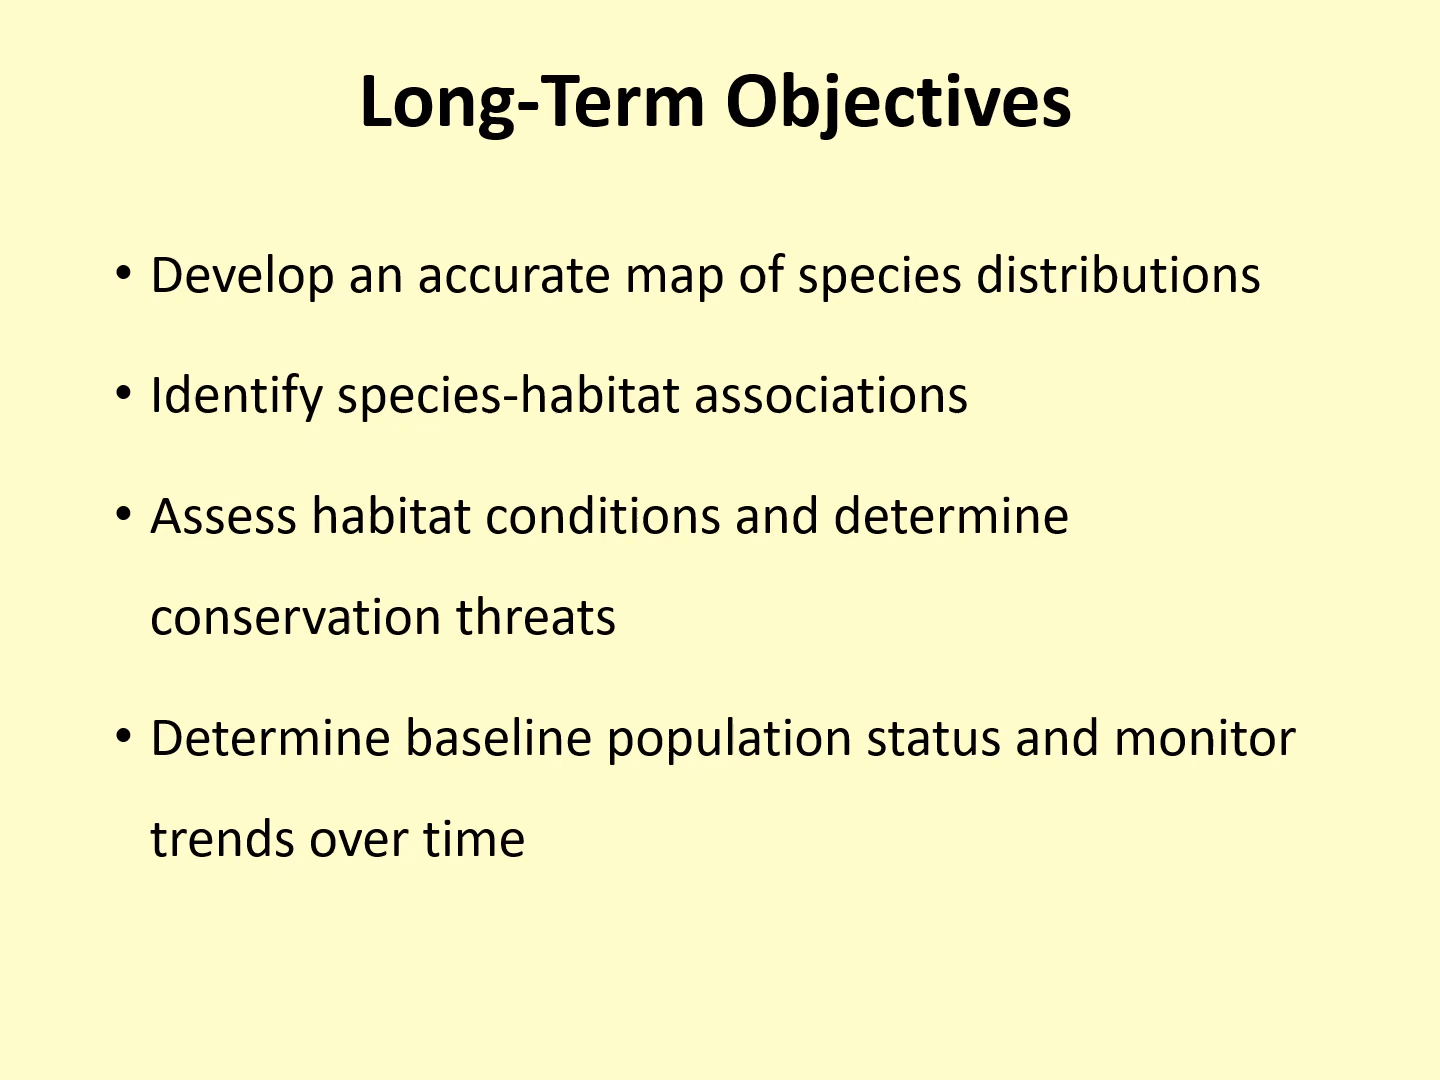 Long-Term Objectives
• Develop an accurate map of species distributions
• Identify species-habitat associations
• Assess habitat conditions and determine
conservation threats
• Determine baseline population status and monitor
trends over time